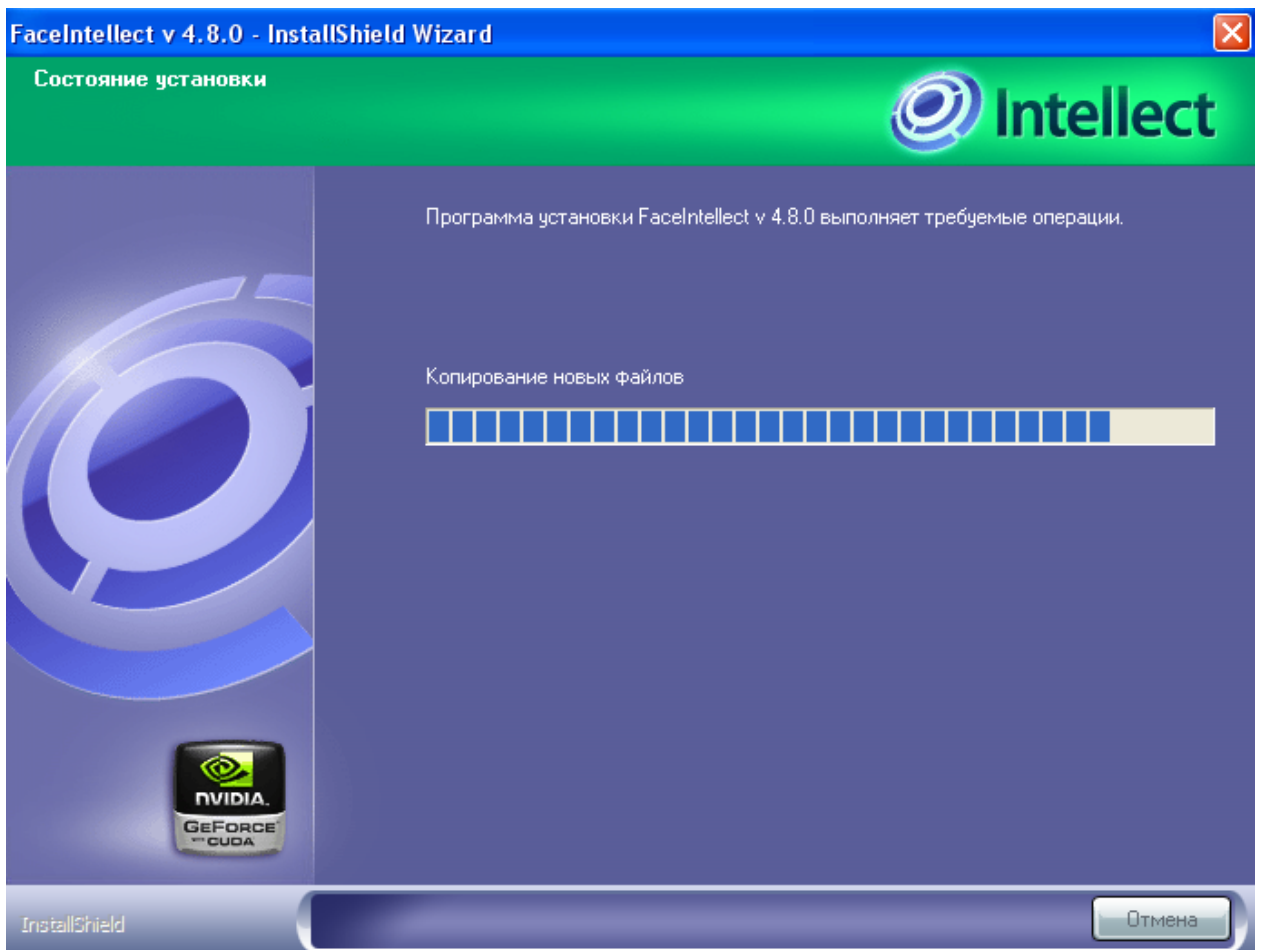 FaceIntellect v 4.8.0 - InstallShield Wizard
Состояние установки
Intellect
Программа установки FaceIntellect v 4.8.0 выполняет требуемые операции.
Копирование новых файлов
NVIDIA.
GEFORCE
WITH CUDA
InstallShield
Отмена